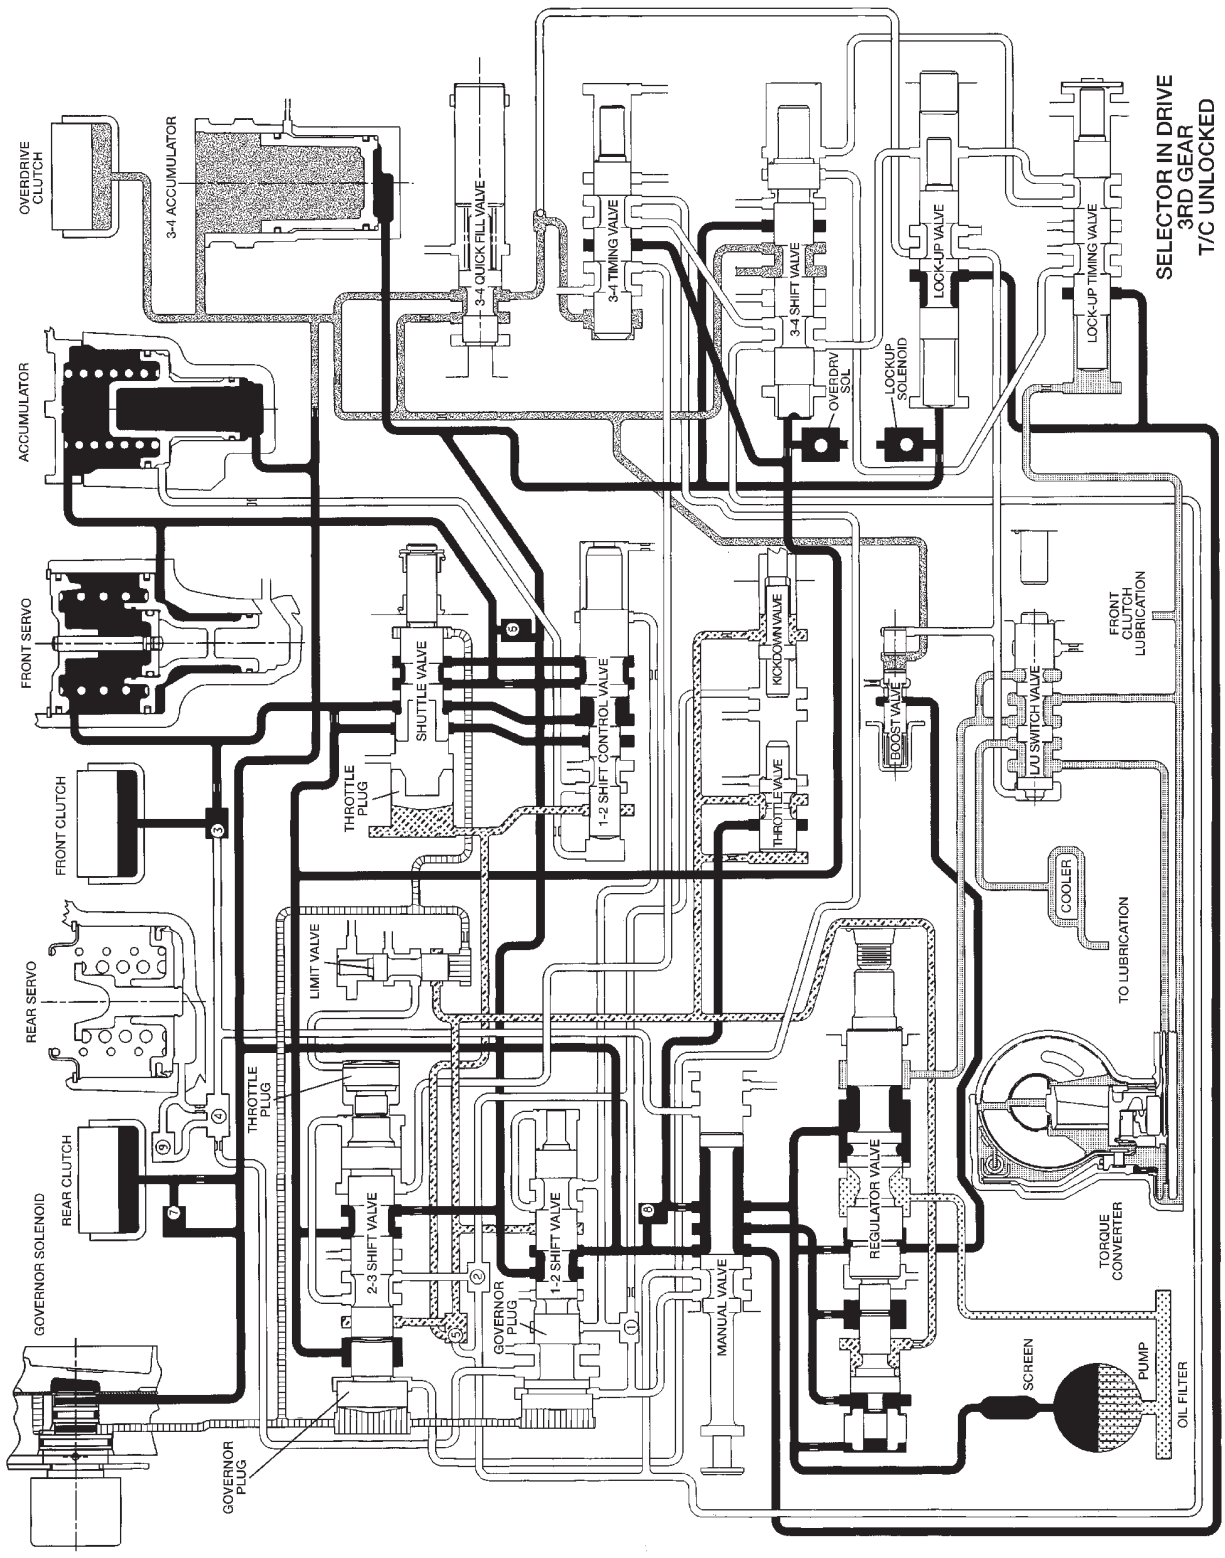 OVERDRIVE
CLUTCH
3-4 ACCUMULATOR
3-4 QUICK FILL VALVE
3-4 TIMING VALVE
3-4 SHIFT VALVE
LOCK-UP VALVE
LOCK-UP TIMING VALVE
SELECTOR IN DRIVE
3RD GEAR
T/C UNLOCKED
ACCUMULATOR
OVERDRV
SOL
LOCKUP
SOLENOID
FRONT SERVO
SHUTTLE VALVE
6
1-2 SHIFT CONTROL VALVE
KICKDOWN VALVE
BOOST VALVE
L/U SWITCH VALVE
FRONT
CLUTCH
LUBRICATION
FRONT CLUTCH
3
THROTTLE
PLUG
THROTTLE VALVE
COOLER
TO LUBRICATION
REAR SERVO
LIMIT VALVE
REAR CLUTCH
9
4
7
THROTTLE
PLUG
2-3 SHIFT VALVE
5
2
1-2 SHIFT VALVE
GOVERNOR
PLUG
1
8
MANUAL VALVE
REGULATOR VALVE
TORQUE
CONVERTER
GOVERNOR SOLENOID
GOVERNOR
PLUG
SCREEN
PUMP
OIL FILTER